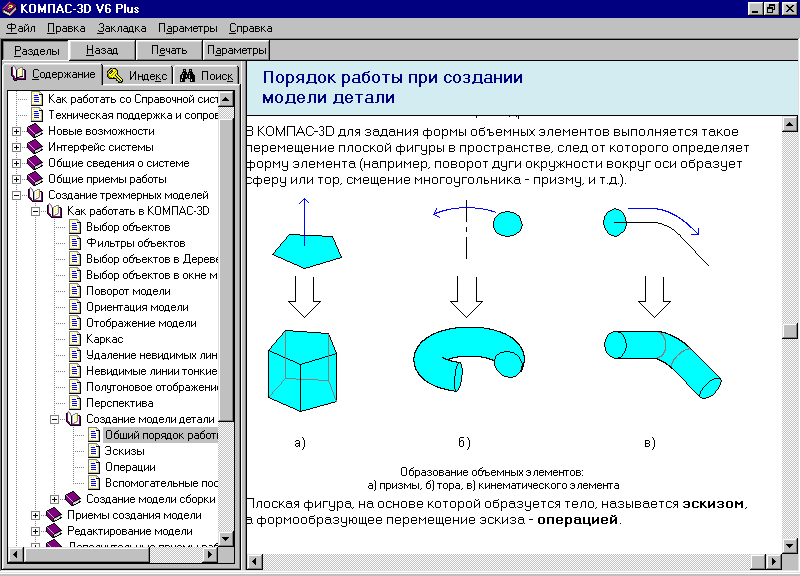 КОМПАС-3D V6 Plus
Файл Правка Закладка Параметры Справка
Разделы Назад Печать Параметры
Содержание Индекс Поиск
Как работать со Справочной сист
Техническая поддержка и сопров
Новые возможности
Интерфейс системы
Общие сведения о системе
Общие приемы работы
Создание трехмерных моделей
Как работать в КОМПАС-3D
Выбор объектов
Фильтры объектов
Выбор объектов в Дереве
Выбор объектов в окне м
Поворот модели
Ориентация модели
Отображение модели
Каркас
Удаление невидимых лин
Невидимые линии тонкие
Полутоновое отображени
Перспектива
Создание модели детали
Общий порядок работы
Эскизы
Операции
Вспомогательные пос
Создание модели сборки
Приемы создания модели
Редактирование модели
Дополнительные приемы раб
Порядок работы при создании
модели детали
В КОМПАС-3D для задания формы объемных элементов выполняется такое
перемещение плоской фигуры в пространстве, след от которого определяет
форму элемента (например, поворот дуги окружности вокруг оси образует
сферу или тор, смещение многоугольника - призму, и т.д.).
а) б) в)
Образование объемных элементов:
а) призмы, б) тора, в) кинематического элемента
Плоская фигура, на основе которой образуется тело, называется эскизом,
а формообразующее перемещение эскиза - операцией.